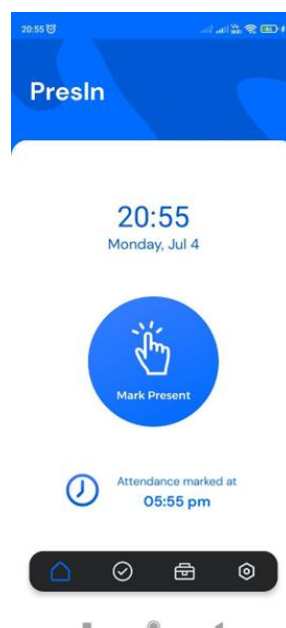 20:55
PresIn
20:55
Monday, Jul 4
Mark Present
Attendance marked at
05:55 pm